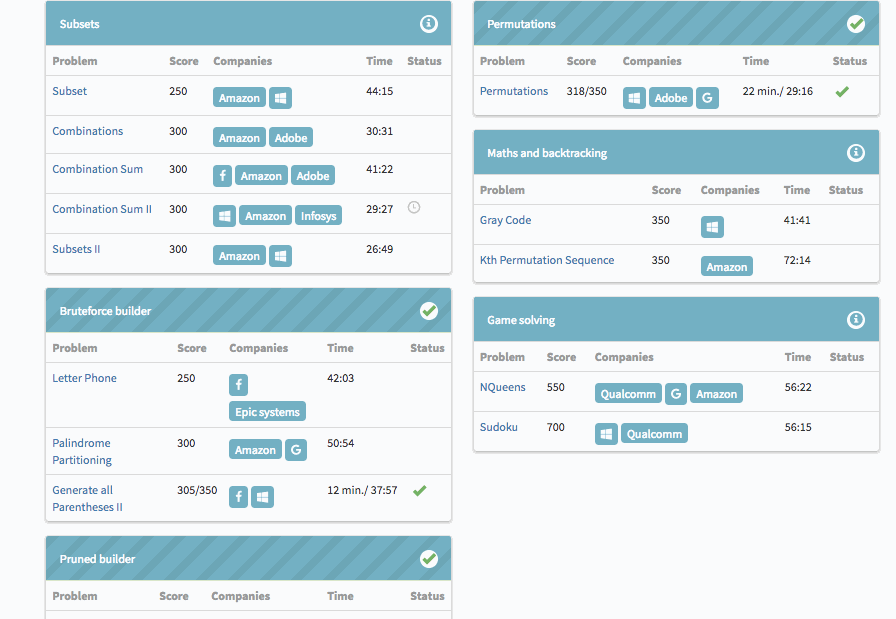 Subsets
Problem Score Companies Time Status
Subset 250 Amazon 44:15
Combinations 300 Amazon Adobe 30:31
Combination Sum 300 f Amazon Adobe 41:22
Combination Sum II 300 Amazon Infosys 29:27
Subsets II 300 Amazon 26:49
Bruteforce builder
Problem Score Companies Time Status
Letter Phone 250 f 42:03
Epic systems
Palindrome 300 Amazon G 50:54
Partitioning
Generate all 305/350 f 12 min./ 37:57
Parentheses II
Pruned builder
Problem Score Companies Time Status
Permutations
Problem Score Companies Time Status
Permutations 318/350 Adobe G 22 min./ 29:16
Maths and backtracking
Problem Score Companies Time Status
Gray Code 350 41:41
Kth Permutation Sequence 350 Amazon 72:14
Game solving
Problem Score Companies Time Status
NQueens 550 Qualcomm G Amazon 56:22
Sudoku 700 Qualcomm 56:15